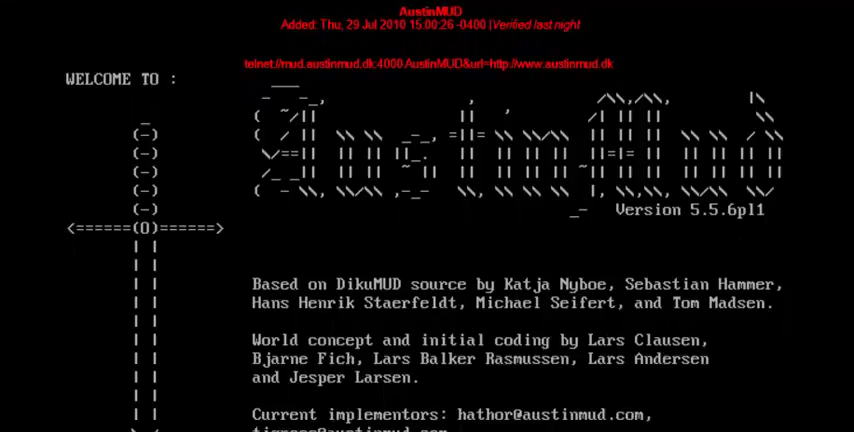 AustinMUD
Added: Thu, 29 Jul 2010 15:00:26 -0400 |Verified last night
telnet://mud.austinmud.dk:4000 AustinMUD&url=http://www.austinmud.dk
WELCOME TO :
AustinMud
Version 5.5.6pl1
Based on DikuMUD source by Katja Nyboe, Sebastian Hammer,
Hans Henrik Staerfeldt, Michael Seifert, and Tom Madsen.
World concept and initial coding by Lars Clausen,
Bjarne Fich, Lars Balker Rasmussen, Lars Andersen
and Jesper Larsen.
Current implementors: hathor@austinmud.com,